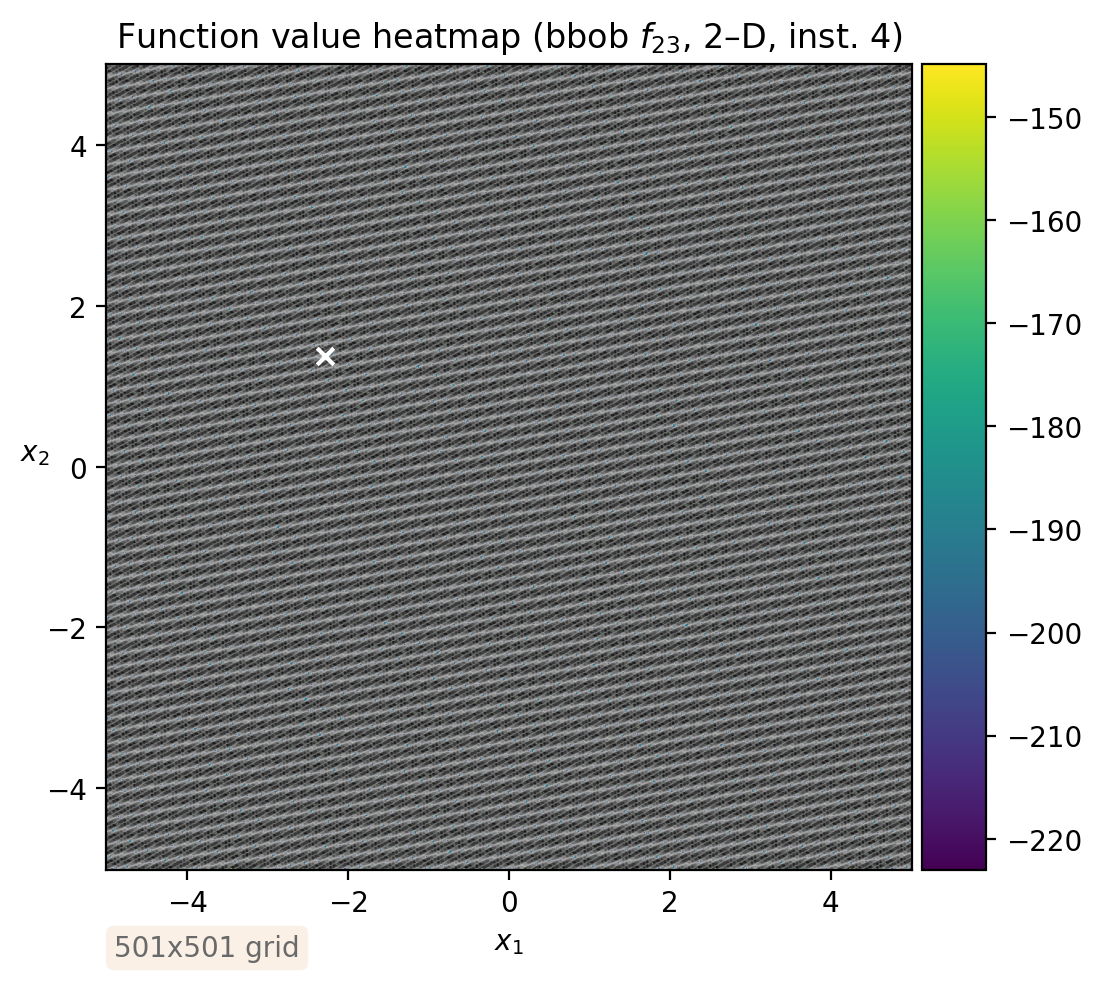 Function value heatmap (bbob f23, 2–D, inst. 4)
4
2
0
−2
−4
x2
−4 −2 0 2 4
x1
−150
−160
−170
−180
−190
−200
−210
−220
501x501 grid